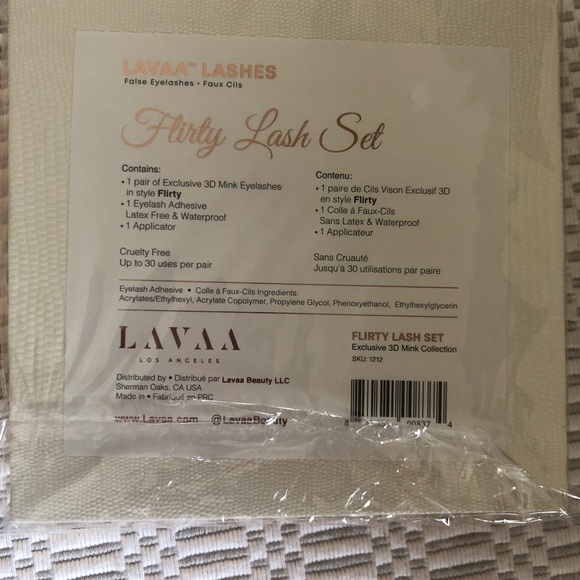 LAVAA™ LASHES
False Eyelashes • Faux Cils
Flirty Lash Set
Contains:
• 1 pair of Exclusive 3D Mink Eyelashes
in style Flirty
• 1 Eyelash Adhesive
Latex Free & Waterproof
• 1 Applicator
Cruelty Free
Up to 30 uses per pair
Contenu:
• 1 paire de Cils Vison Exclusif 3D
en style Flirty
• 1 Colle à Faux-Cils
Sans Latex & Waterproof
• 1 Applicateur
Sans Cruauté
Jusqu'à 30 utilisations par paire
Eyelash Adhesive • Colle à Faux-Cils Ingredients:
Acrylates/Ethylhexyl, Acrylate Copolymer, Propylene Glycol, Phenoxyethanol, Ethylhexylglycerin
LAVAA
LOS ANGELES
Distributed by • Distribué par Lavaa Beauty LLC
Sherman Oaks, CA USA
Made in • Fabriqué en PRC
www.Lavaa.com @LavaaBeauty
FLIRTY LASH SET
Exclusive 3D Mink Collection
SKU: 1212
8 00837 4